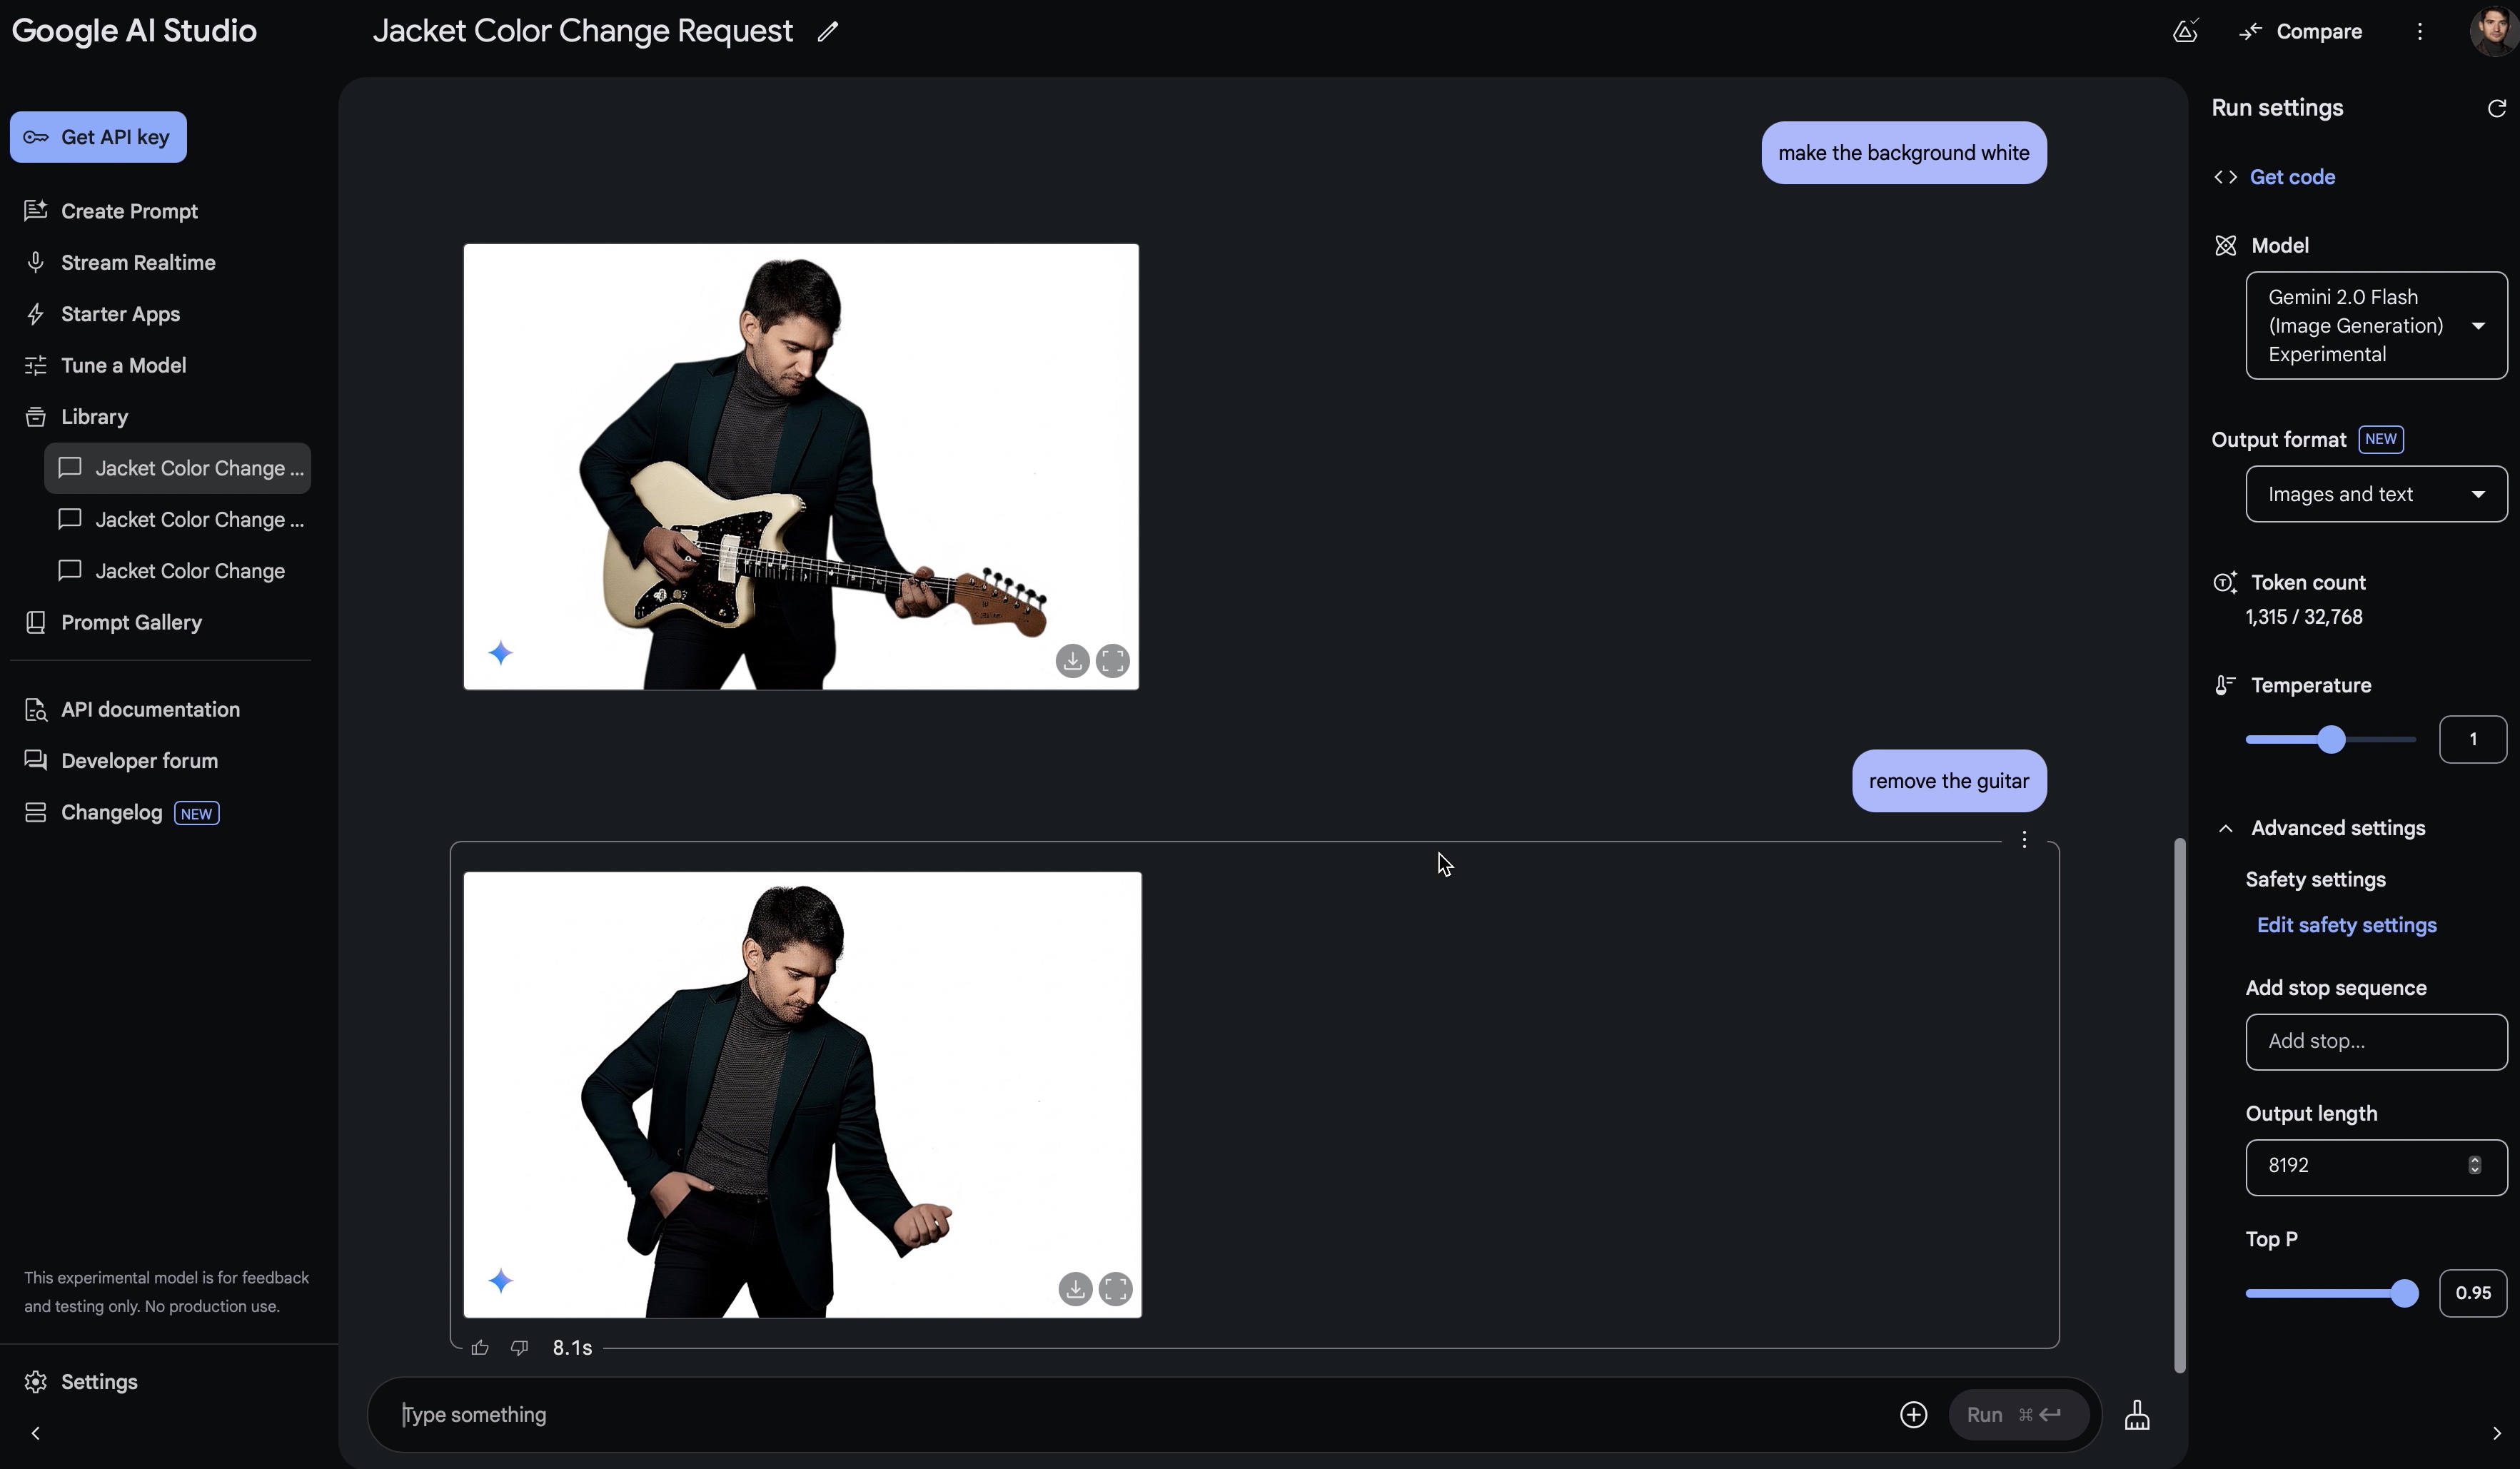 Google AI Studio
Jacket Color Change Request
Compare
Get API key
Create Prompt
Stream Realtime
Starter Apps
Tune a Model
Library
Jacket Color Change ...
Jacket Color Change ...
Jacket Color Change
Prompt Gallery
API documentation
Developer forum
Changelog NEW
This experimental model is for feedback
and testing only. No production use.
Settings
make the background white
remove the guitar
8.1s
Type something
Run ⌘
Run settings
Get code
Model
Gemini 2.0 Flash
(Image Generation)
Experimental
Output format NEW
Images and text
Token count
1,315 / 32,768
Temperature
1
Advanced settings
Safety settings
Edit safety settings
Add stop sequence
Add stop...
Output length
8192
Top P
0.95